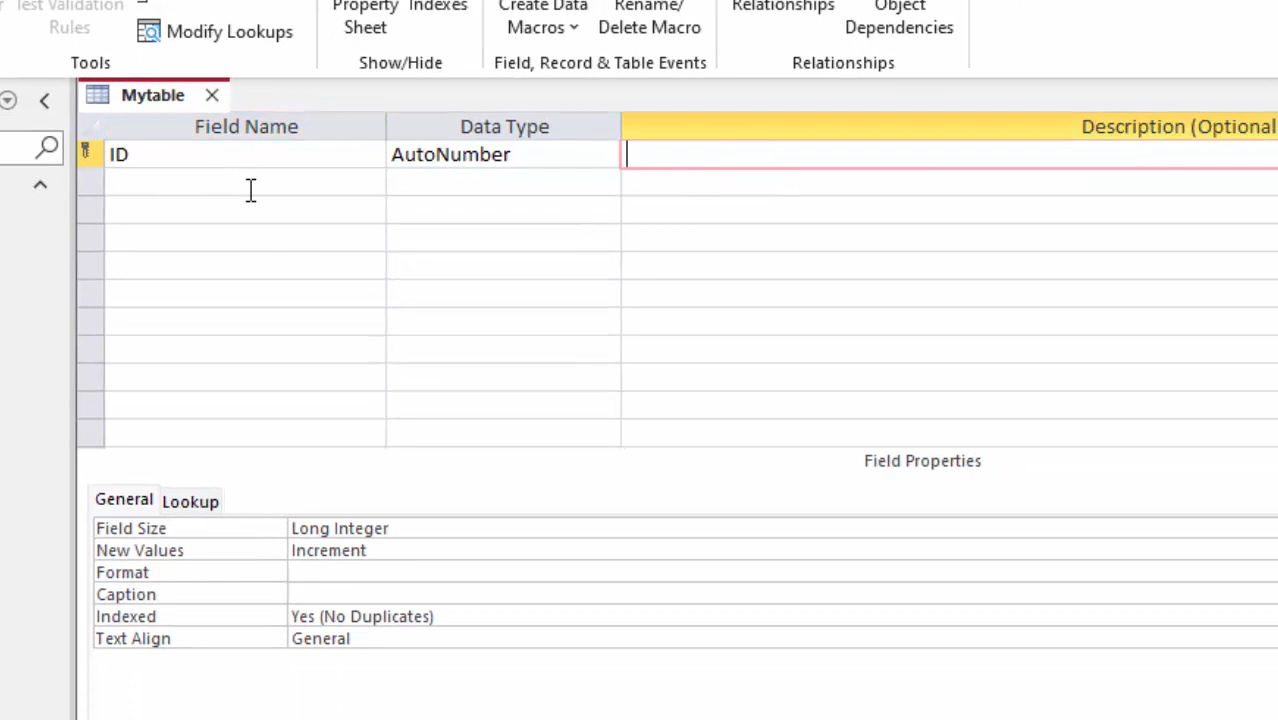 Test Validation
Rules
Modify Lookups
Tools
Property
Sheet
Indexes
Show/Hide
Create Data
Macros
Rename/
Delete Macro
Field, Record & Table Events
Relationships
Object
Dependencies
Relationships
Mytable
Field Name Data Type Description (Optional
ID AutoNumber
Field Properties
General Lookup
Field Size Long Integer
New Values Increment
Format
Caption
Indexed Yes (No Duplicates)
Text Align General